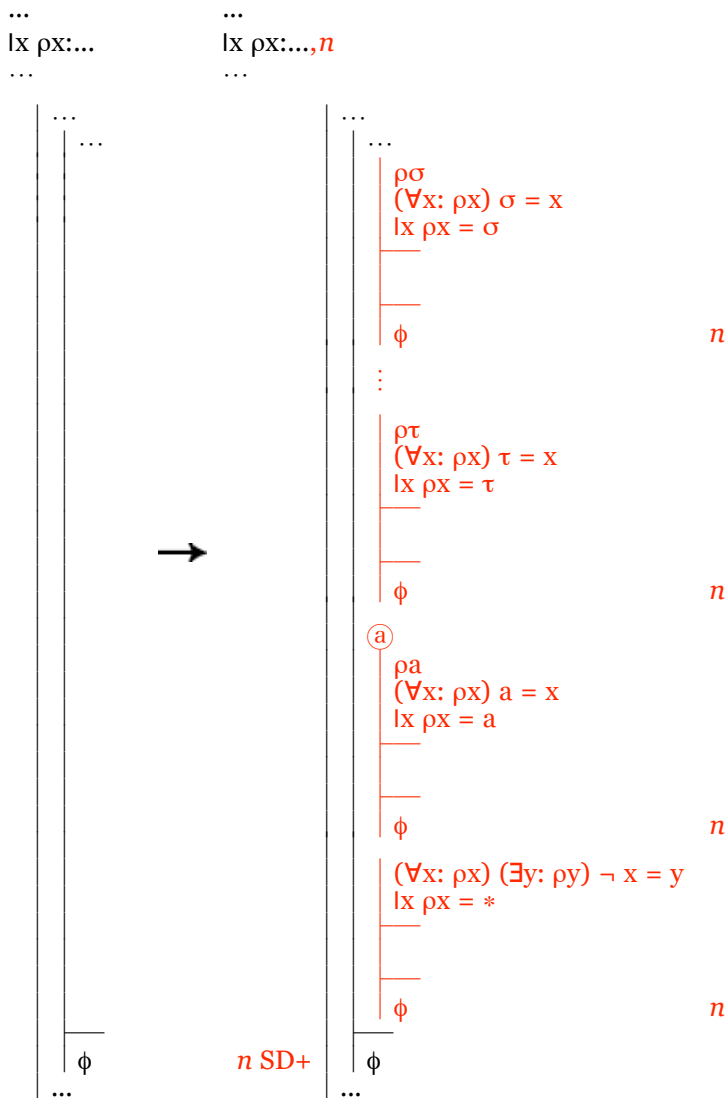 ...
Ix ρx:...
...
...
...
ϕ
...
→
...
Ix ρx:...,n
...
...
...
ρσ
(∀x: ρx) σ = x
Ix ρx = σ
ϕ n
⋮
ρτ
(∀x: ρx) τ = x
Ix ρx = τ
ϕ n
ⓐ
ρa
(∀x: ρx) a = x
Ix ρx = a
ϕ n
(∀x: ρx) (∃y: ρy) ¬ x = y
Ix ρx = *
ϕ n
n SD+ ϕ
...